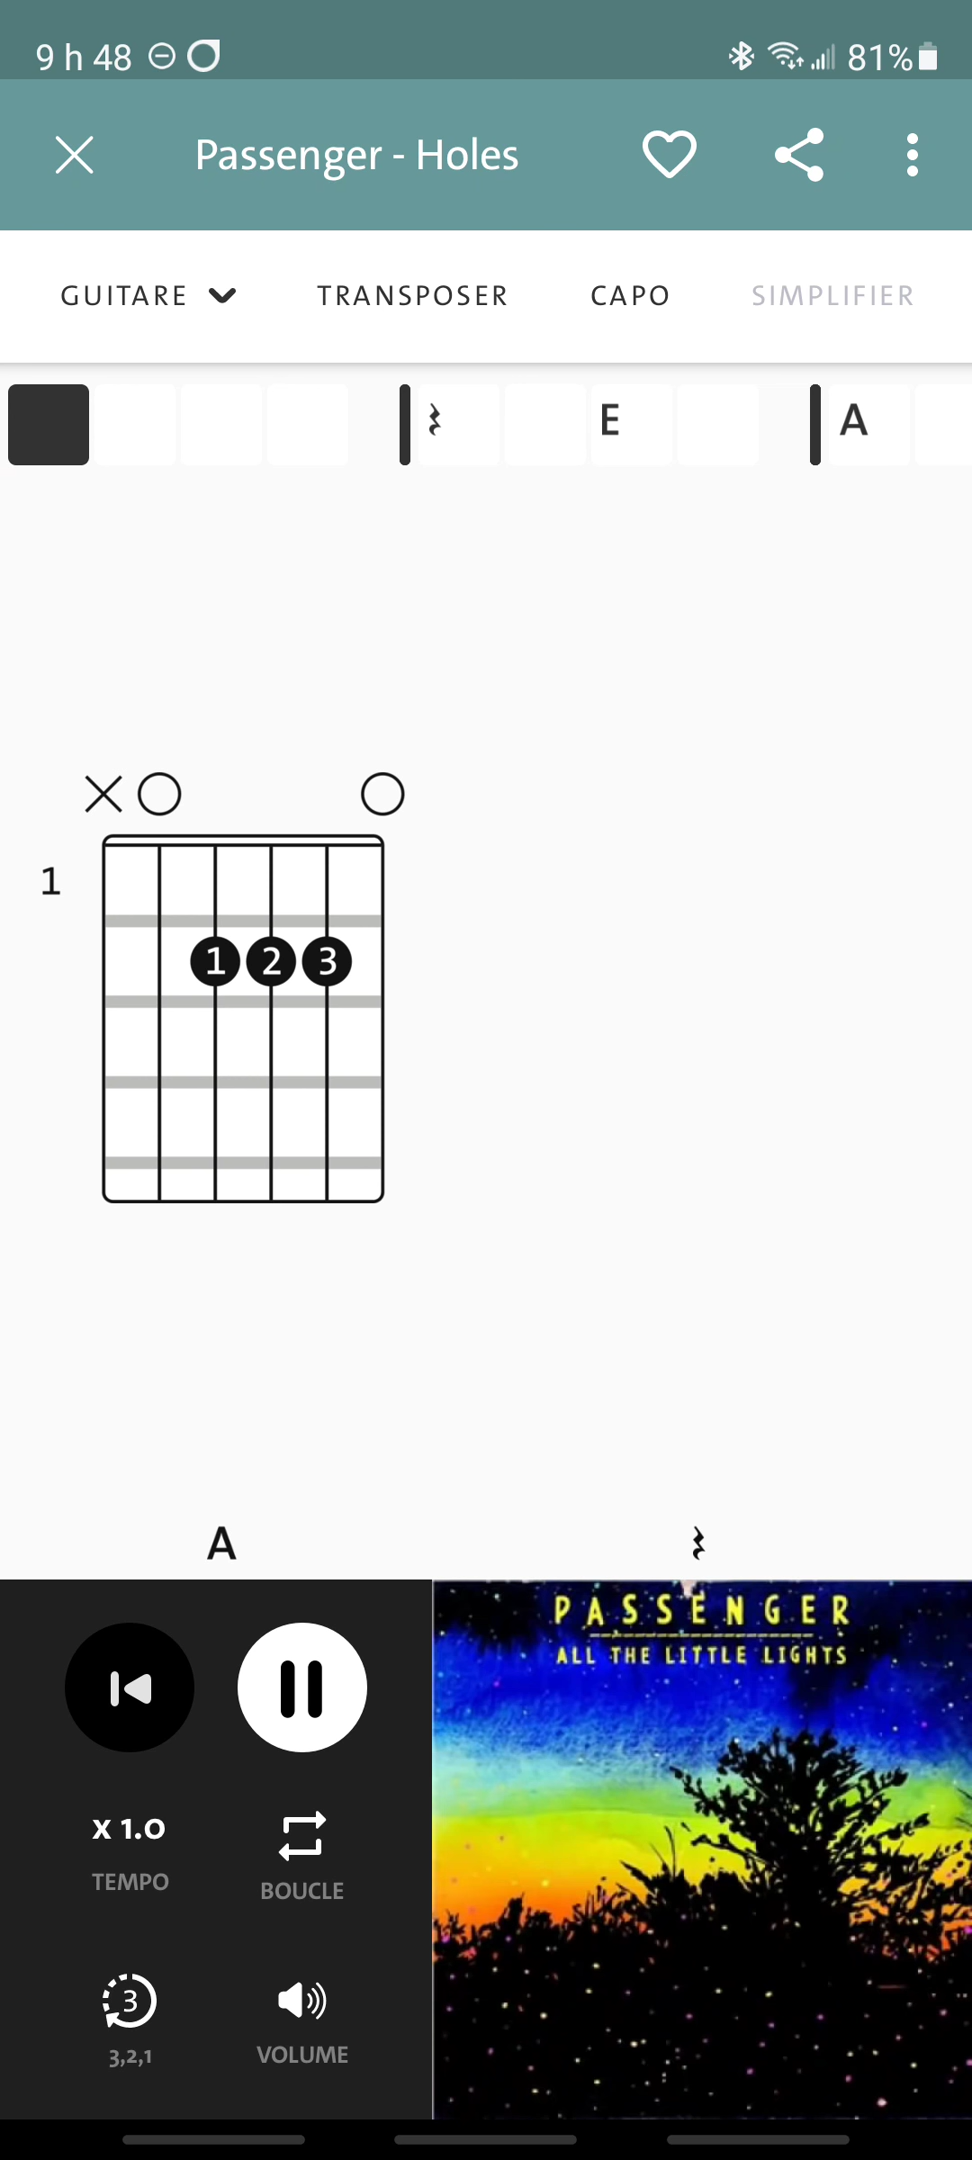 9 h 48 81%
Passenger - Holes
GUITARE TRANSPOSER CAPO SIMPLIFIER
E A
1
1 2 3
A
PASSENGER
ALL THE LITTLE LIGHTS
x 1.0
TEMPO BOUCLE
3
3,2,1 VOLUME